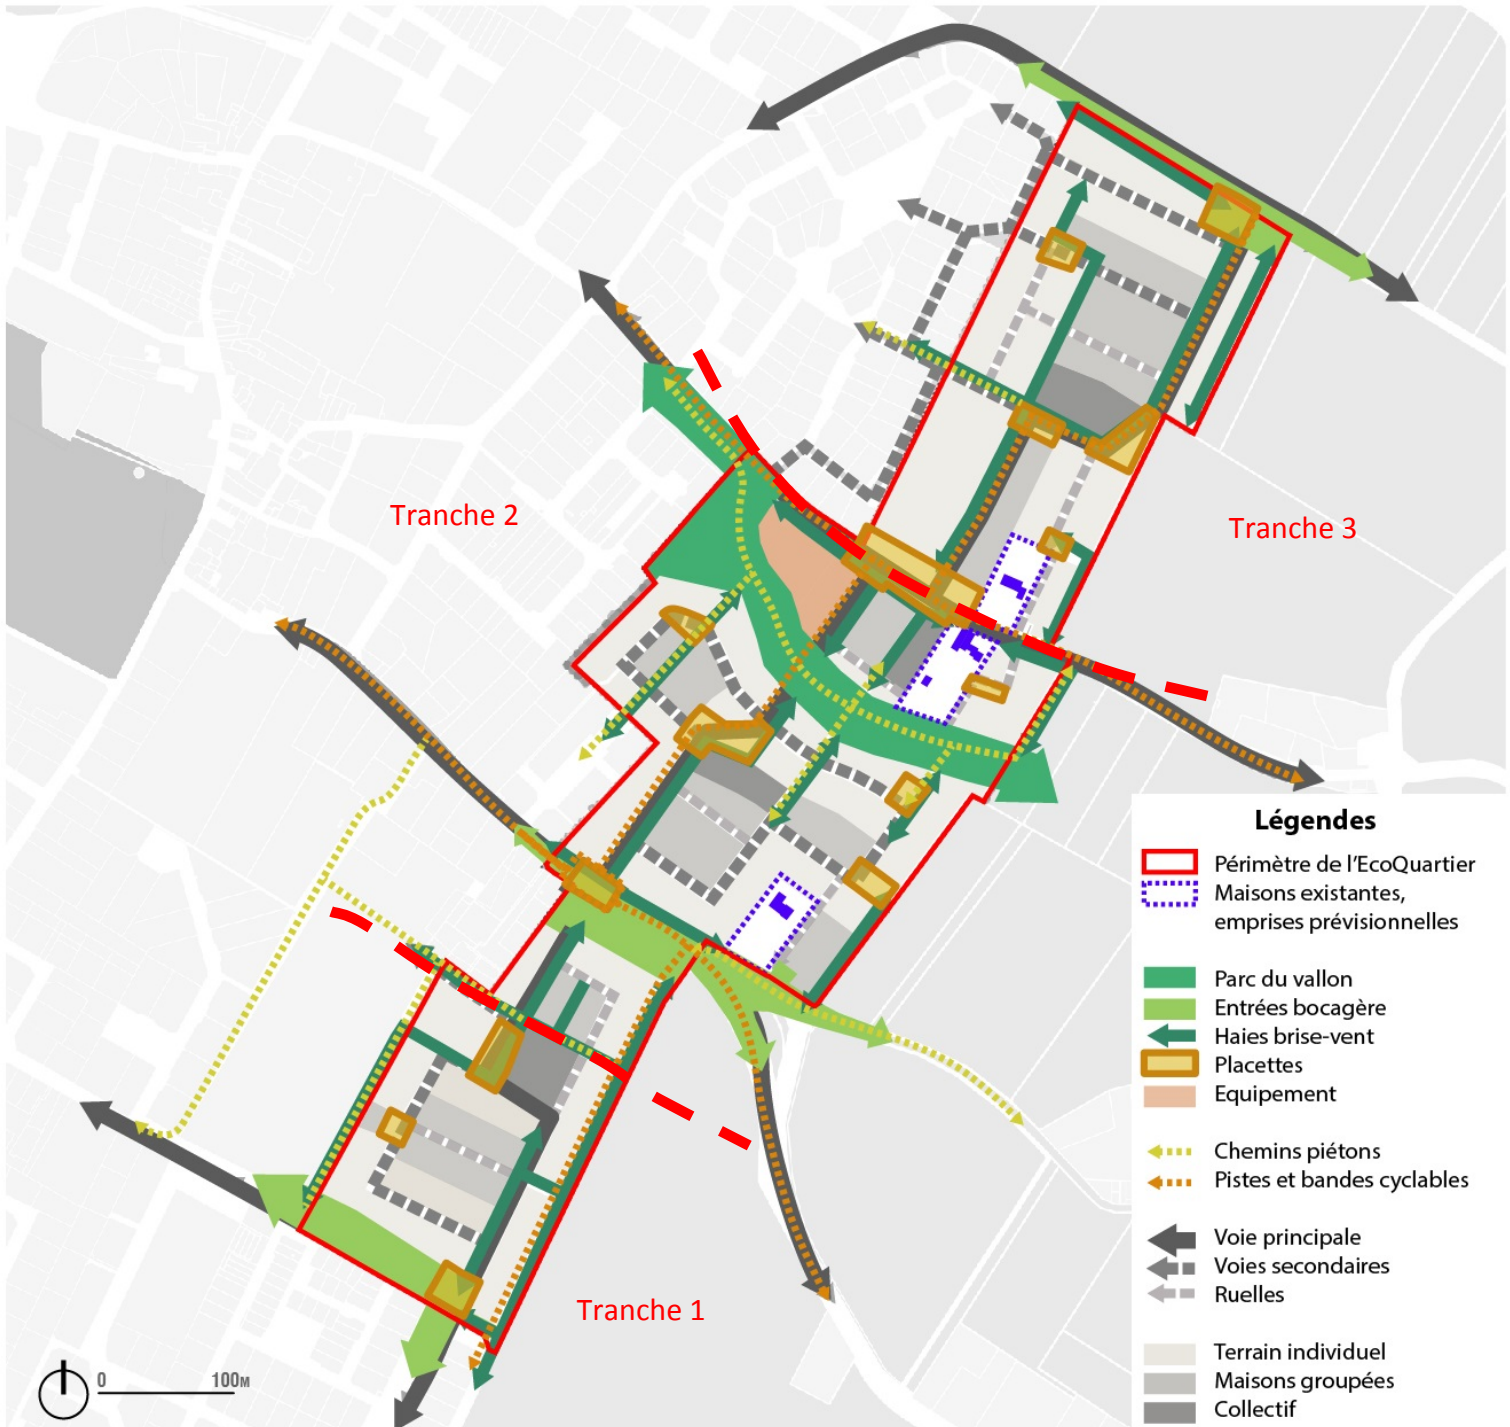 Tranche 2
Tranche 3
Tranche 1
0 100M
Légendes
Périmètre de l'EcoQuartier
Maisons existantes,
emprises prévisionnelles
Parc du vallon
Entrées bocagère
Haies brise-vent
Placettes
Equipement
Chemins piétons
Pistes et bandes cyclables
Voie principale
Voies secondaires
Ruelles
Terrain individuel
Maisons groupées
Collectif